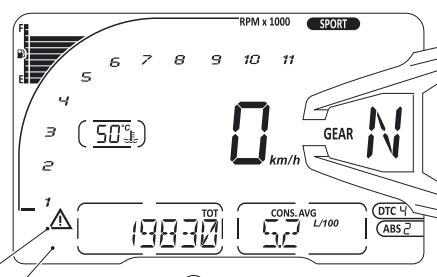 RPM x 1000 SPORT
F
E
1 2 3 4 5 6 7 8 9 10 11
50 °C
0 km/h
GEAR N
TOT
19830
CONS. AVG
5.2 L/100
DTC 4
ABS 2